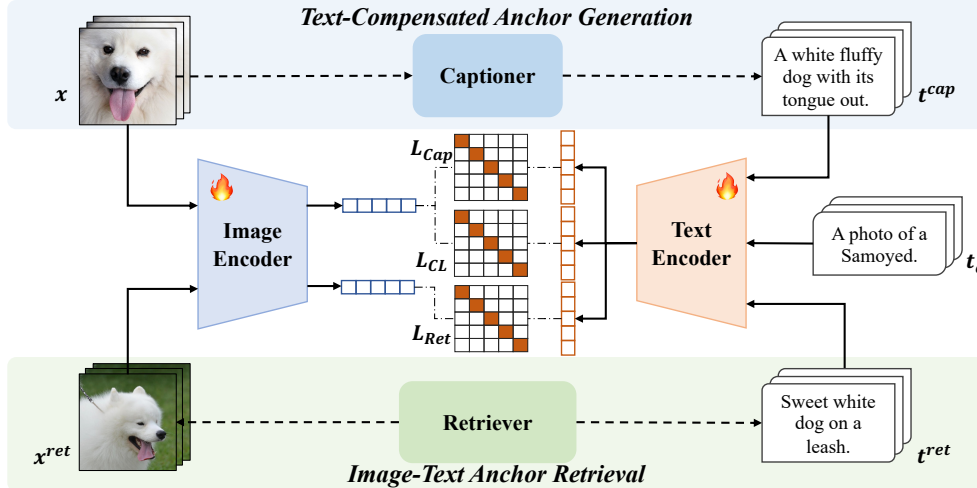 Text-Compensated Anchor Generation
x
Captioner
A white fluffy
dog with its
tongue out.
t^cap
L_Cap
Image
Encoder
L_CL
Text
Encoder
A photo of a
Samoyed.
L_Ret
x^ret
Retriever
Sweet white
dog on a
leash.
t^ret
Image-Text Anchor Retrieval